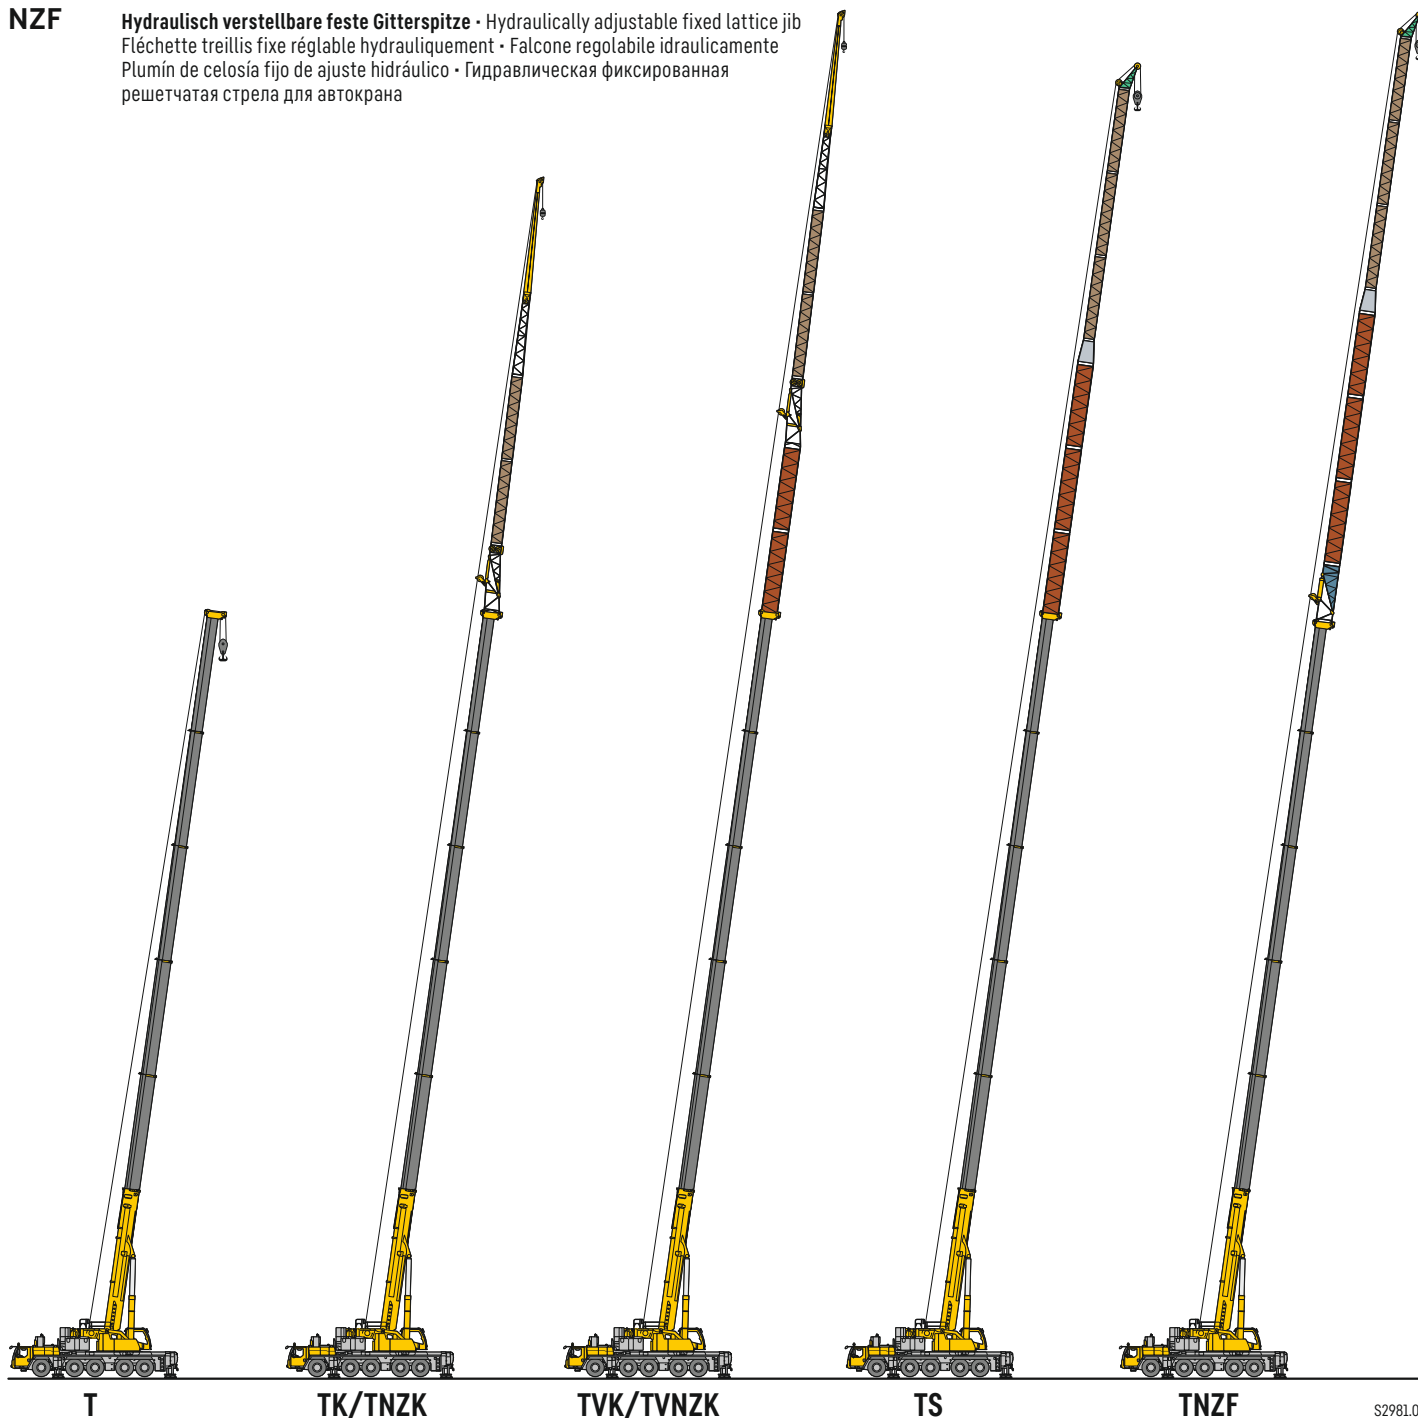 NZF
Hydraulisch verstellbare feste Gitterspitze • Hydraulically adjustable fixed lattice jib
Fléchette treillis fixe réglable hydrauliquement • Falcone regolabile idraulicamente
Plumín de celosía fijo de ajuste hidráulico • Гидравлическая фиксированная
решетчатая стрела для автокрана
T TK/TNZK TVK/TVNZK TS TNZF